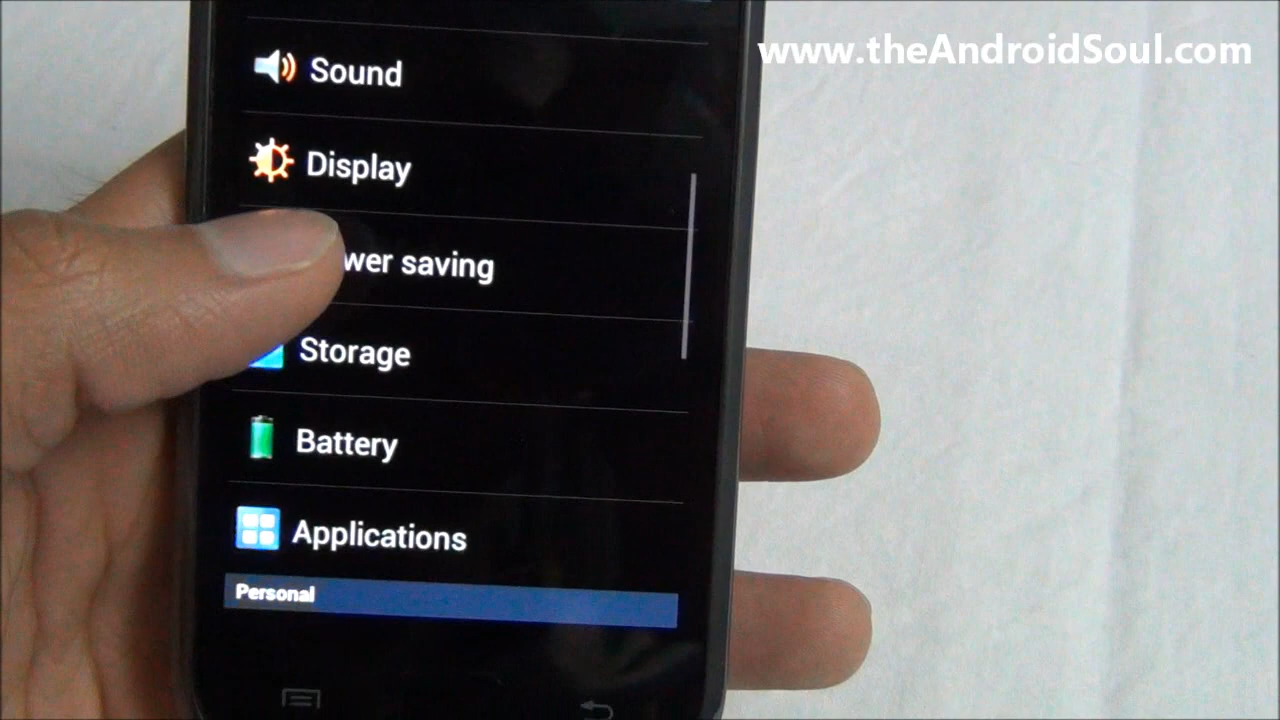 www.theAndroidSoul.com
Sound
Display
wer saving
Storage
Battery
Applications
Personal